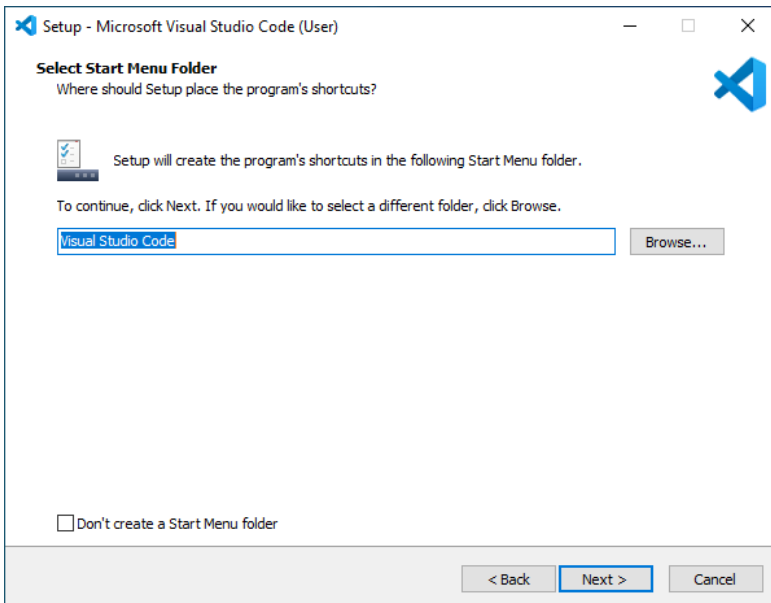 Setup - Microsoft Visual Studio Code (User)
Select Start Menu Folder
Where should Setup place the program's shortcuts?
Setup will create the program's shortcuts in the following Start Menu folder.
To continue, click Next. If you would like to select a different folder, click Browse.
Visual Studio Code
Browse...
Don't create a Start Menu folder
< Back
Next >
Cancel